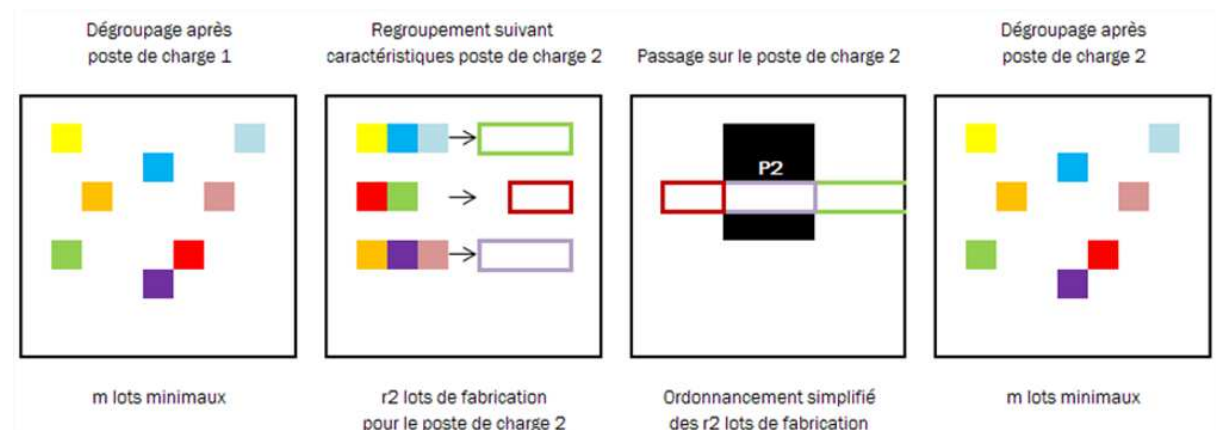 Dégroupage après
poste de charge 1
Regroupement suivant
caractéristiques poste de charge 2
Passage sur le poste de charge 2
Dégroupage après
poste de charge 2
P2
m lots minimaux
r2 lots de fabrication
pour le poste de charge 2
Ordonnancement simplifié
des r2 lots de fabrication
m lots minimaux